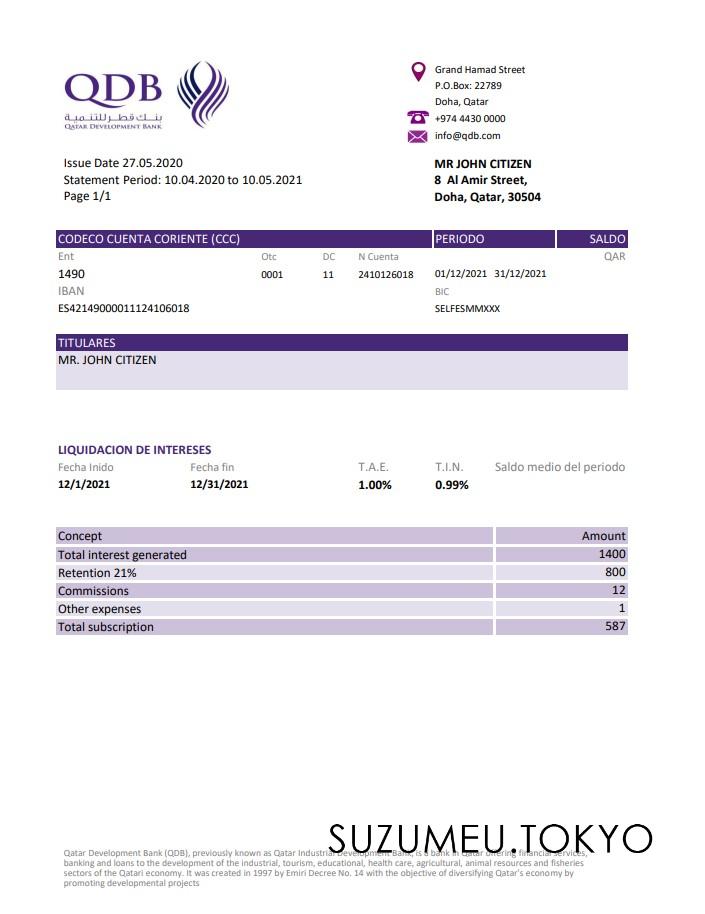 QDB
بنك قطر للتنمية
QATAR DEVELOPMENT BANK
Grand Hamad Street
P.O.Box: 22789
Doha, Qatar
+974 4430 0000
info@qdb.com
Issue Date 27.05.2020
Statement Period: 10.04.2020 to 10.05.2021
Page 1/1
MR JOHN CITIZEN
8 Al Amir Street,
Doha, Qatar, 30504
CODECO CUENTA CORIENTE (CCC) PERIODO SALDO
Ent Otc DC N Cuenta QAR
1490 0001 11 2410126018 01/12/2021 31/12/2021
IBAN BIC
ES42149000011124106018 SELFESMMXXX
TITULARES
MR. JOHN CITIZEN
LIQUIDACION DE INTERESES
Fecha Inido Fecha fin T.A.E. T.I.N. Saldo medio del periodo
12/1/2021 12/31/2021 1.00% 0.99%
Concept Amount
Total interest generated 1400
Retention 21% 800
Commissions 12
Other expenses 1
Total subscription 587
SUZUMEU.TOKYO
Qatar Development Bank (QDB), previously known as Qatar Industrial Development Bank, is a bank in Qatar offering financial services,
banking and loans to the development of the industrial, tourism, educational, health care, agricultural, animal resources and fisheries
sectors of the Qatari economy. It was created in 1997 by Emiri Decree No. 14 with the objective of diversifying Qatar's economy by
promoting developmental projects